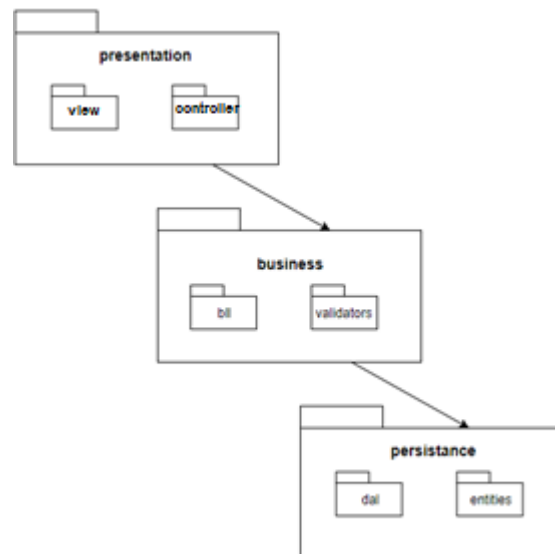 presentation
view
controller
business
bll
validators
persistance
dal
entities